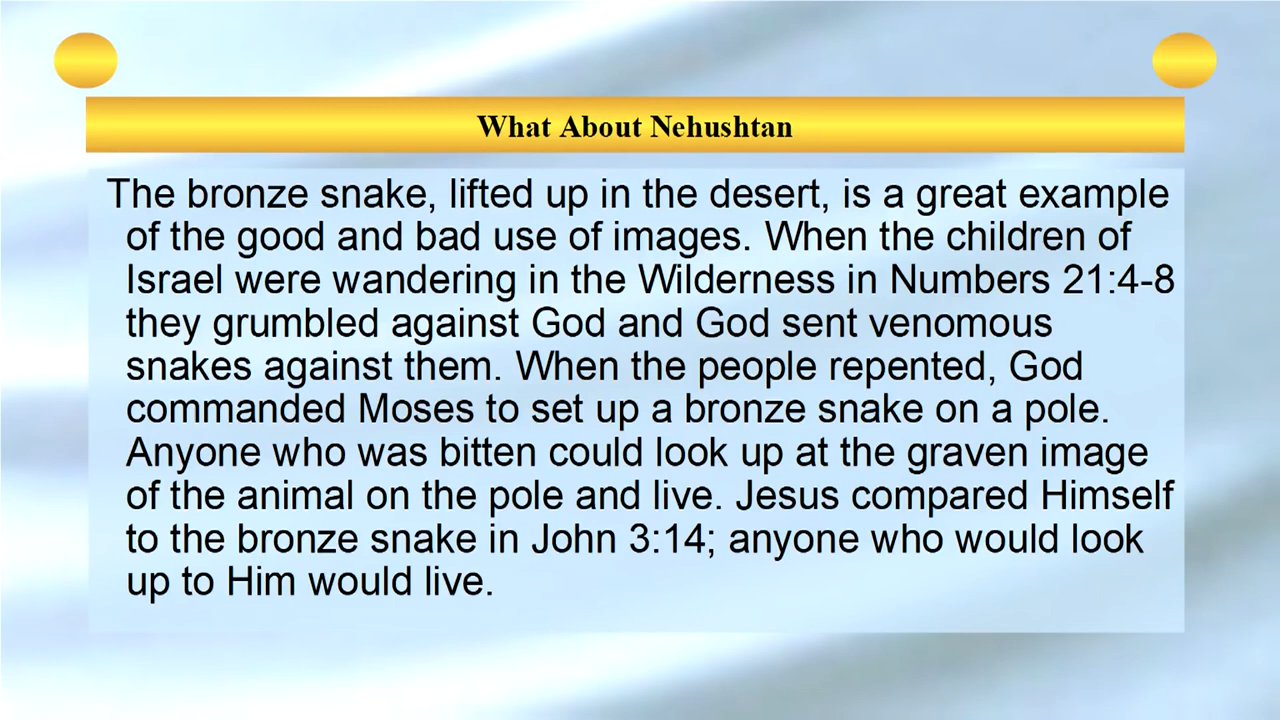 What About Nehushtan
The bronze snake, lifted up in the desert, is a great example
of the good and bad use of images. When the children of
Israel were wandering in the Wilderness in Numbers 21:4-8
they grumbled against God and God sent venomous
snakes against them. When the people repented, God
commanded Moses to set up a bronze snake on a pole.
Anyone who was bitten could look up at the graven image
of the animal on the pole and live. Jesus compared Himself
to the bronze snake in John 3:14; anyone who would look
up to Him would live.